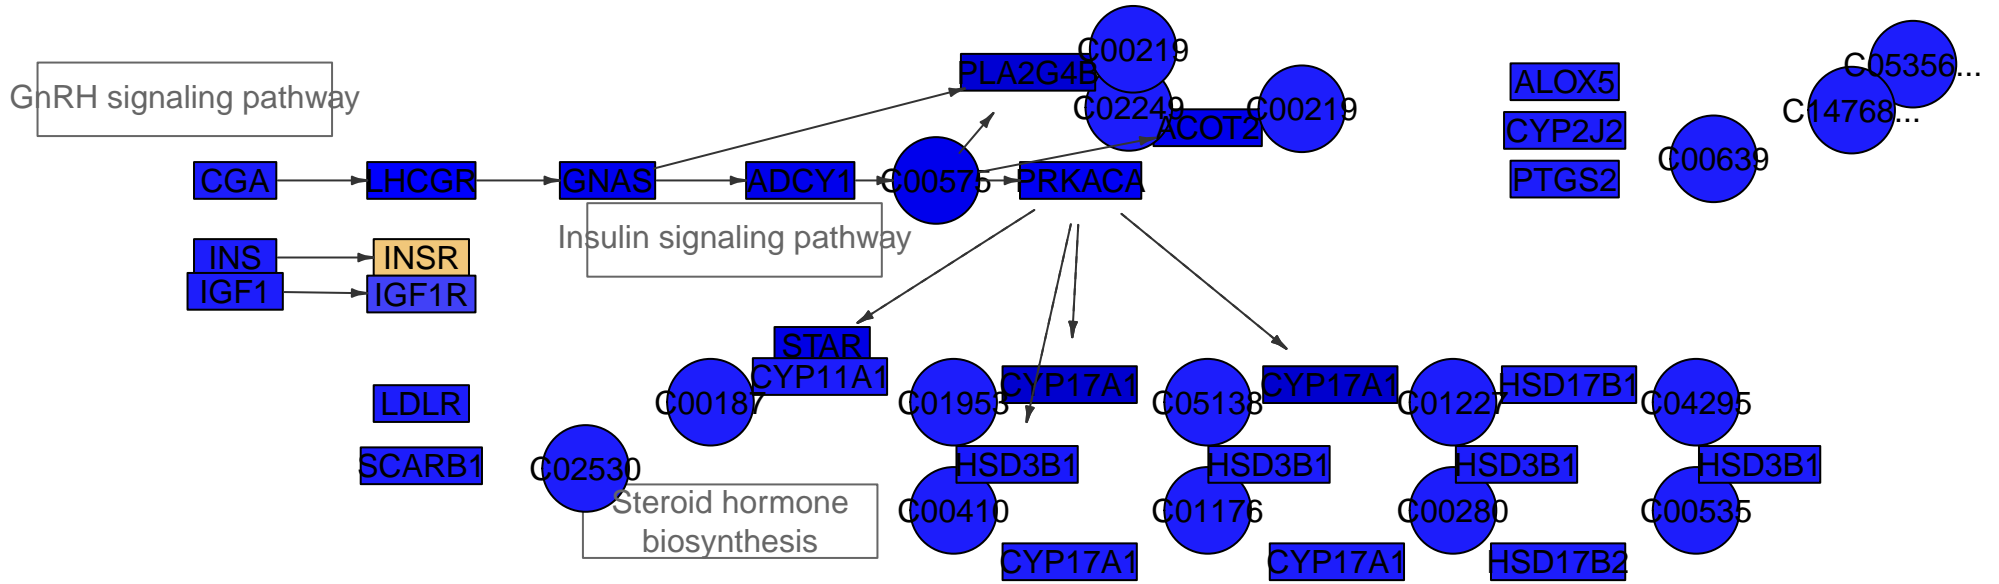 C00219
C05356...
PLA2G4B
ALOX5
GnRH signaling pathway
C02249
C00219
C14768...
ACOT2
CYP2J2
C00639
CGA
LHCGR
GNAS
ADCY1
C00575
PRKACA
PTGS2
Insulin signaling pathway
INS
INSR
IGF1
IGF1R
STAR
CYP11A1
CYP17A1
CYP17A1
HSD17B1
LDLR
C00187
C01953
C05138
C01227
C04295
SCARB1
C02530
HSD3B1
HSD3B1
HSD3B1
HSD3B1
Steroid hormone
biosynthesis
C00410
C01176
C00280
C00535
CYP17A1
CYP17A1
HSD17B2